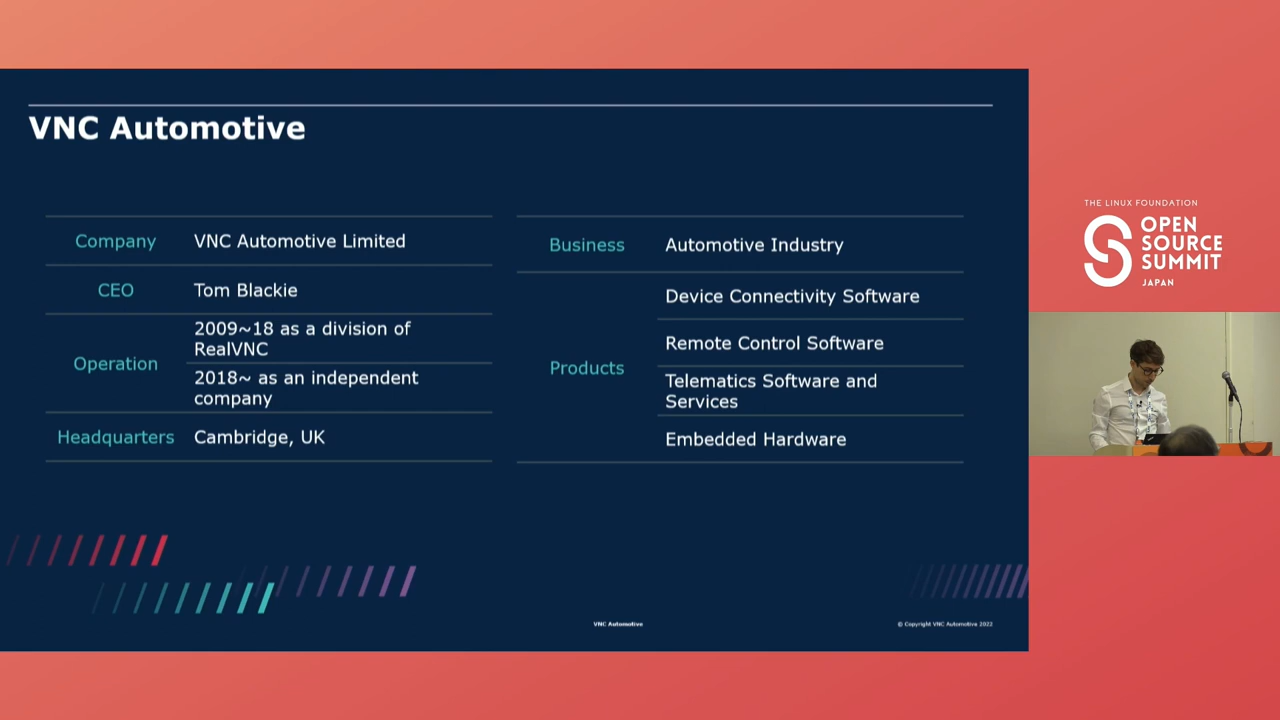 VNC Automotive
Company
VNC Automotive Limited
CEO
Tom Blackie
Operation
2009~18 as a division of
RealVNC
2018~ as an independent
company
Headquarters
Cambridge, UK
Business
Automotive Industry
Products
Device Connectivity Software
Remote Control Software
Telematics Software and
Services
Embedded Hardware
VNC Automotive
© Copyright VNC Automotive 2022
THE LINUX FOUNDATION
OPEN
SOURCE
SUMMIT
JAPAN